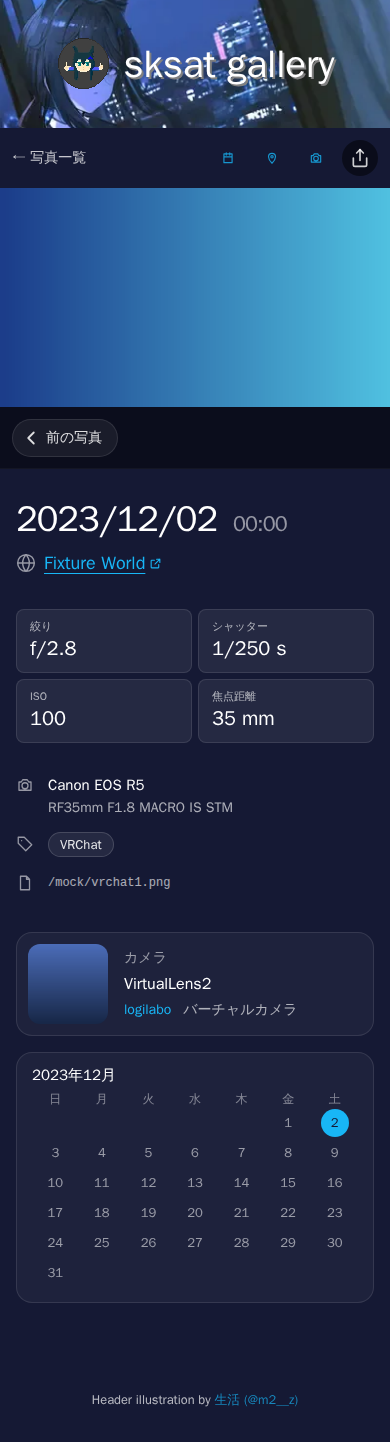 sksat gallery
← 写真一覧
前の写真
2023/12/02 00:00
Fixture World
絞り
f/2.8
シャッター
1/250 s
ISO
100
焦点距離
35 mm
Canon EOS R5
RF35mm F1.8 MACRO IS STM
VRChat
/mock/vrchat1.png
カメラ
VirtualLens2
logilabo バーチャルカメラ
2023年12月
日 月 火 水 木 金 土
1 2
3 4 5 6 7 8 9
10 11 12 13 14 15 16
17 18 19 20 21 22 23
24 25 26 27 28 29 30
31
Header illustration by 生活 (@m2__z)